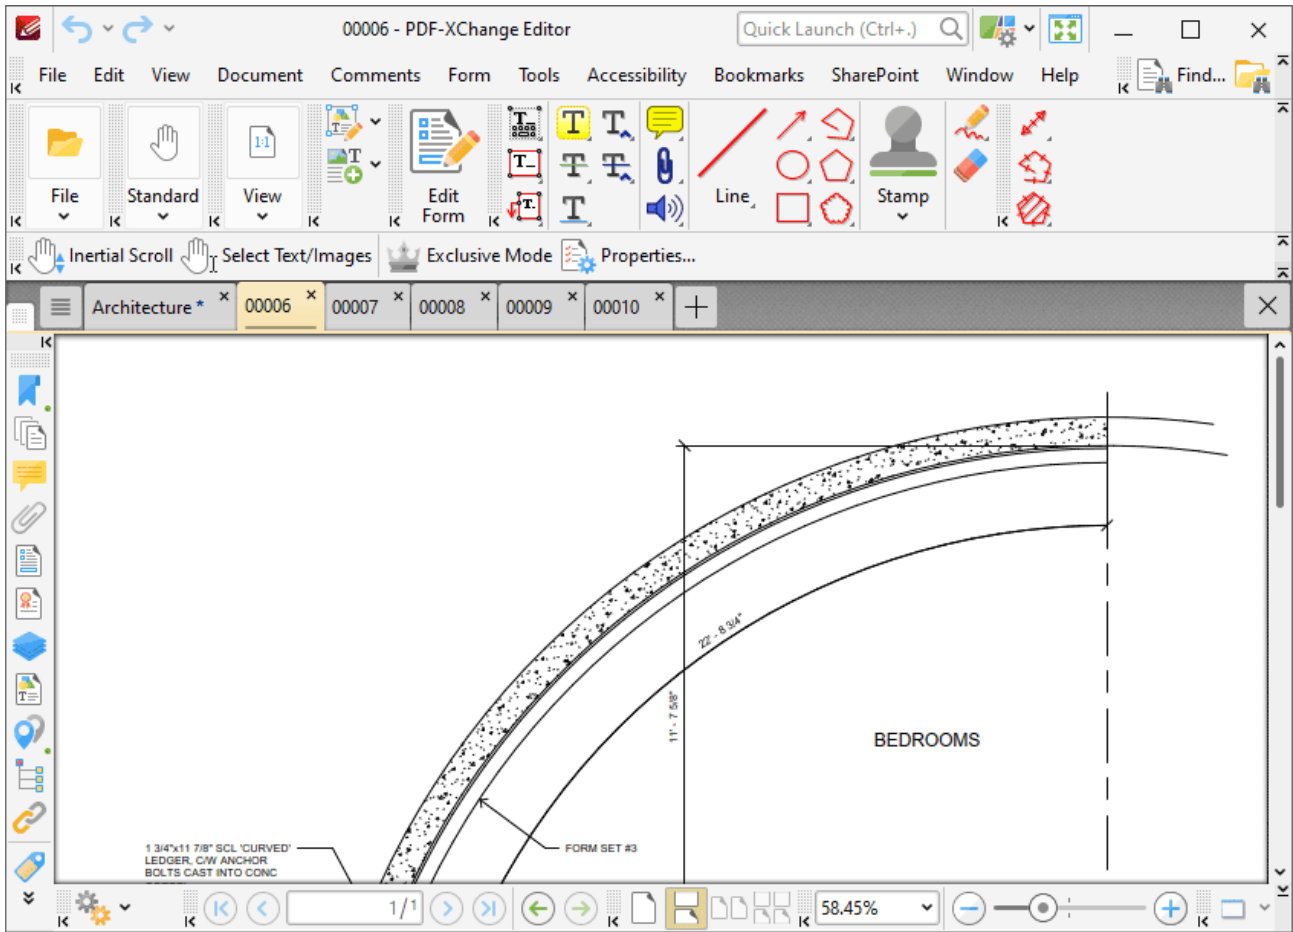 00006 - PDF-XChange Editor
Quick Launch (Ctrl+.)
File Edit View Document Comments Form Tools Accessibility Bookmarks SharePoint Window Help
Find...
File
Standard
1:1
View
Edit
Form
Line
Stamp
Inertial Scroll
Select Text/Images
Exclusive Mode
Properties...
Architecture *
00006
00007
00008
00009
00010
22' - 8 3/4"
11' - 7 5/8"
BEDROOMS
FORM SET #3
1 3/4"x11 7/8" SCL 'CURVED'
LEDGER, C/W ANCHOR
BOLTS CAST INTO CONC
1/1
58.45%